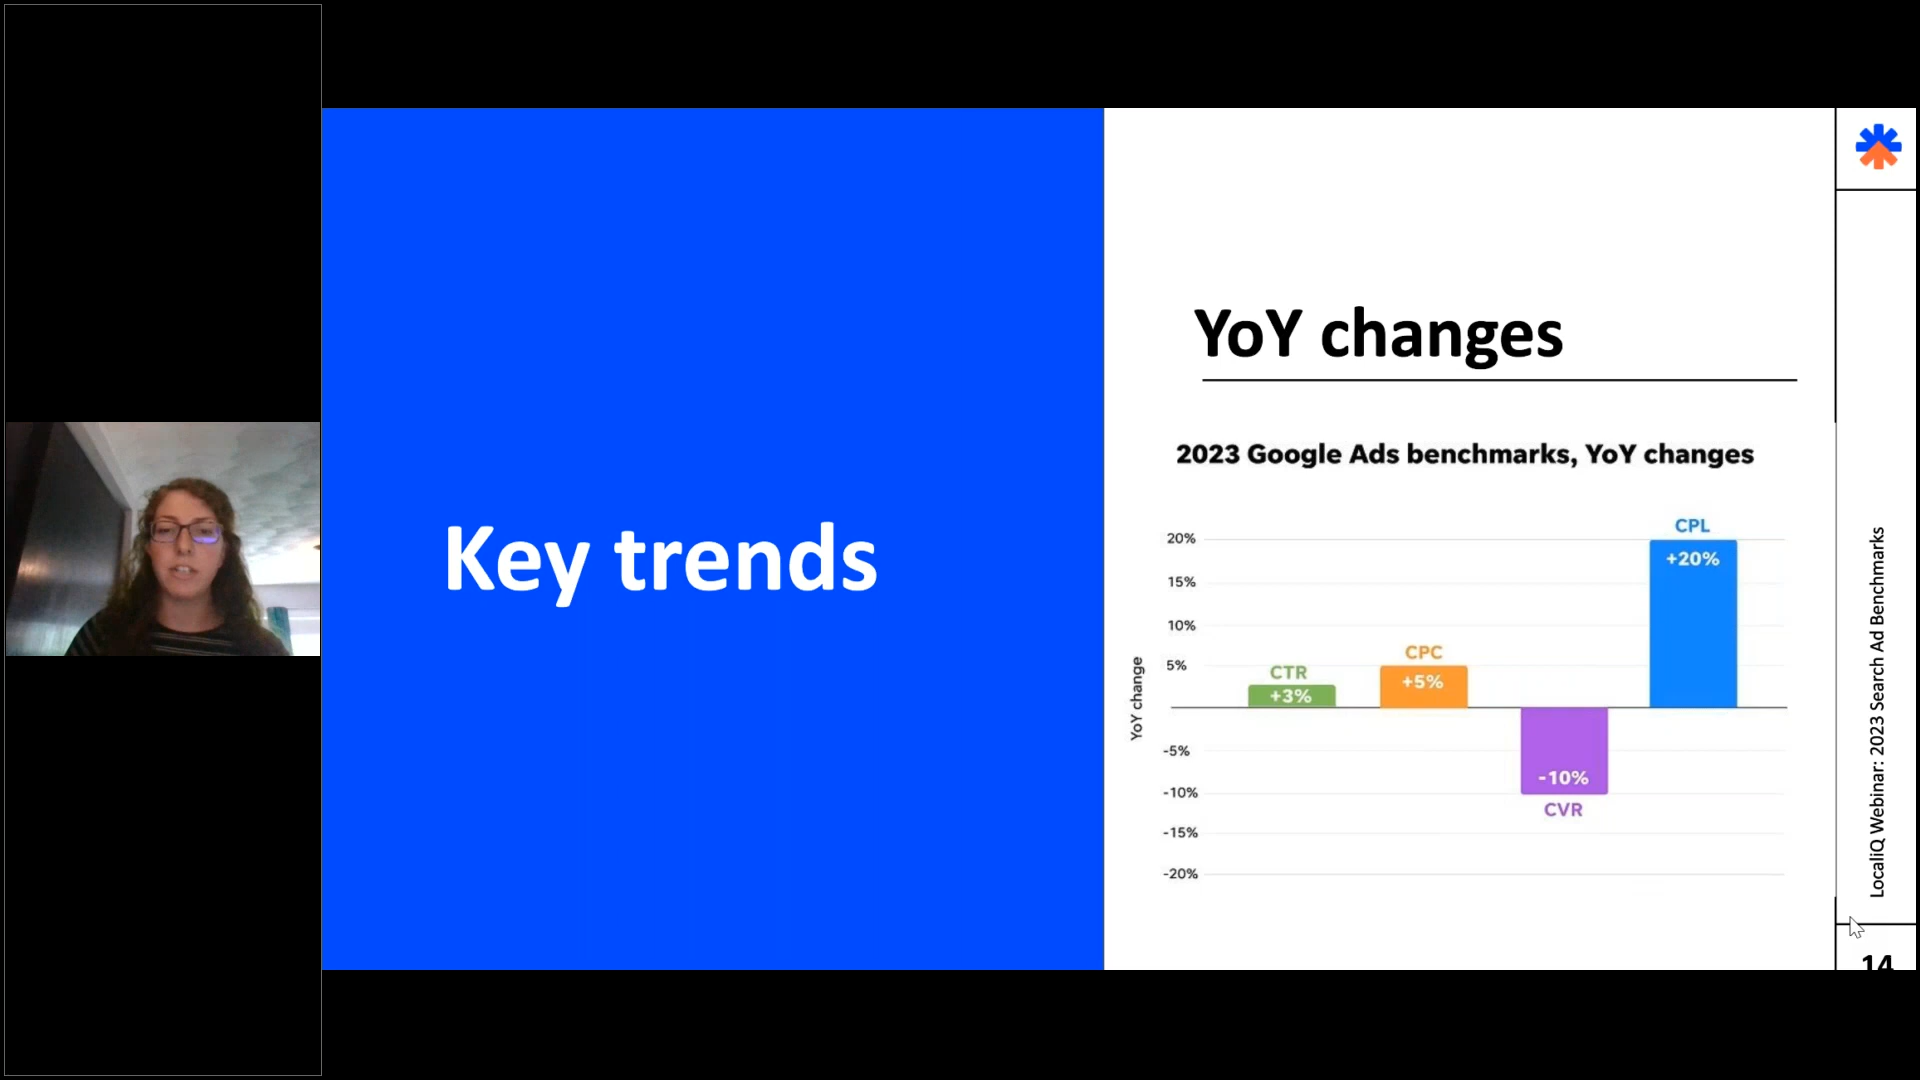 Key trends
YoY changes
2023 Google Ads benchmarks, YoY changes
YoY change
20%
15%
10%
5%
-5%
-10%
-15%
-20%
CTR
+3%
CPC
+5%
-10%
CVR
CPL
+20%
LocaliQ Webinar: 2023 Search Ad Benchmarks
14